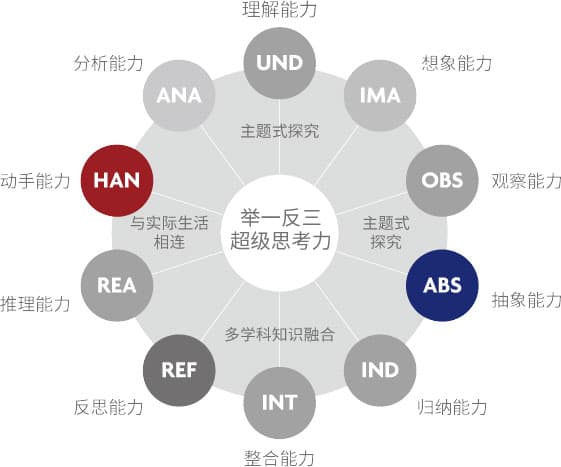 理解能力
分析能力
UND
想象能力
ANA
IMA
主题式探究
动手能力
HAN
OBS
观察能力
与实际生活
相连
举一反三
超级思考力
主题式
探究
推理能力
REA
ABS
抽象能力
多学科知识融合
REF
IND
反思能力
INT
归纳能力
整合能力